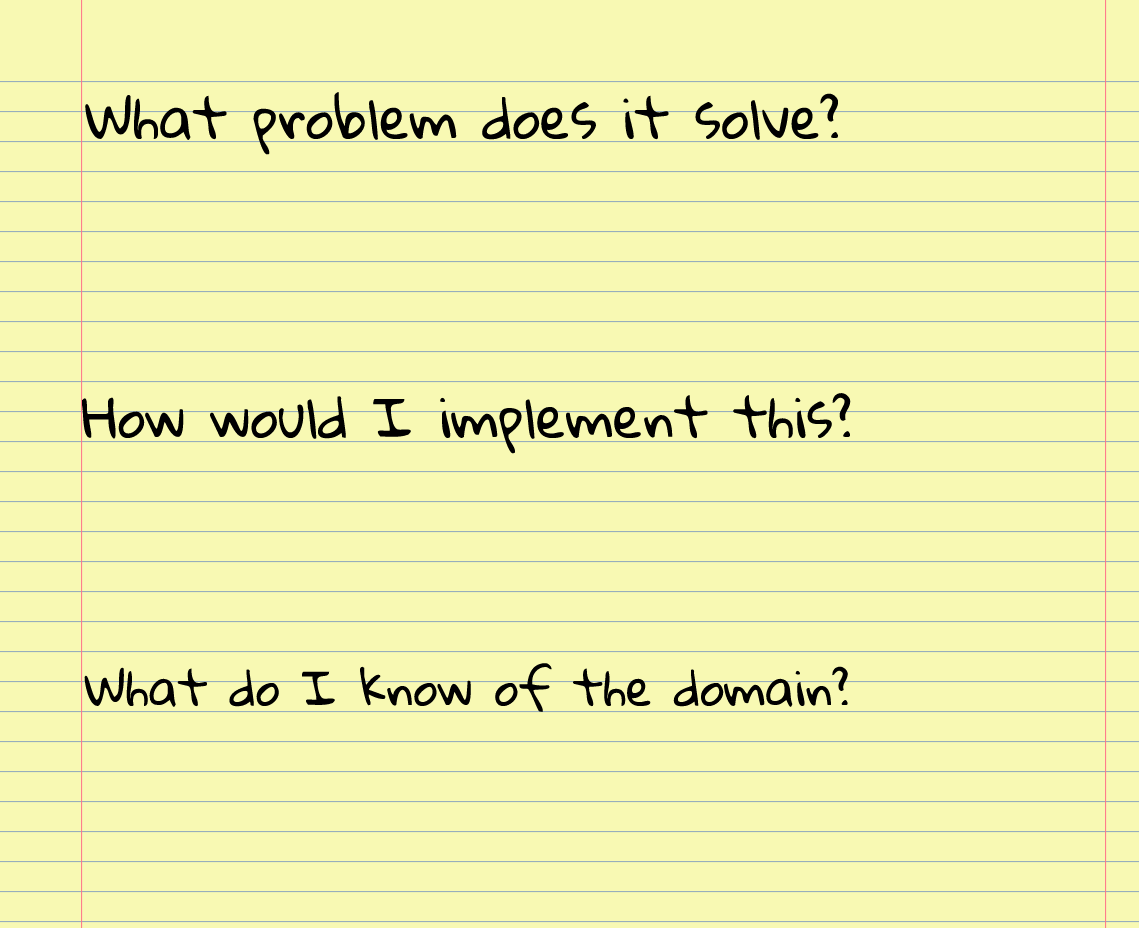 What problem does it solve?
How would I implement this?
What do I know of the domain?